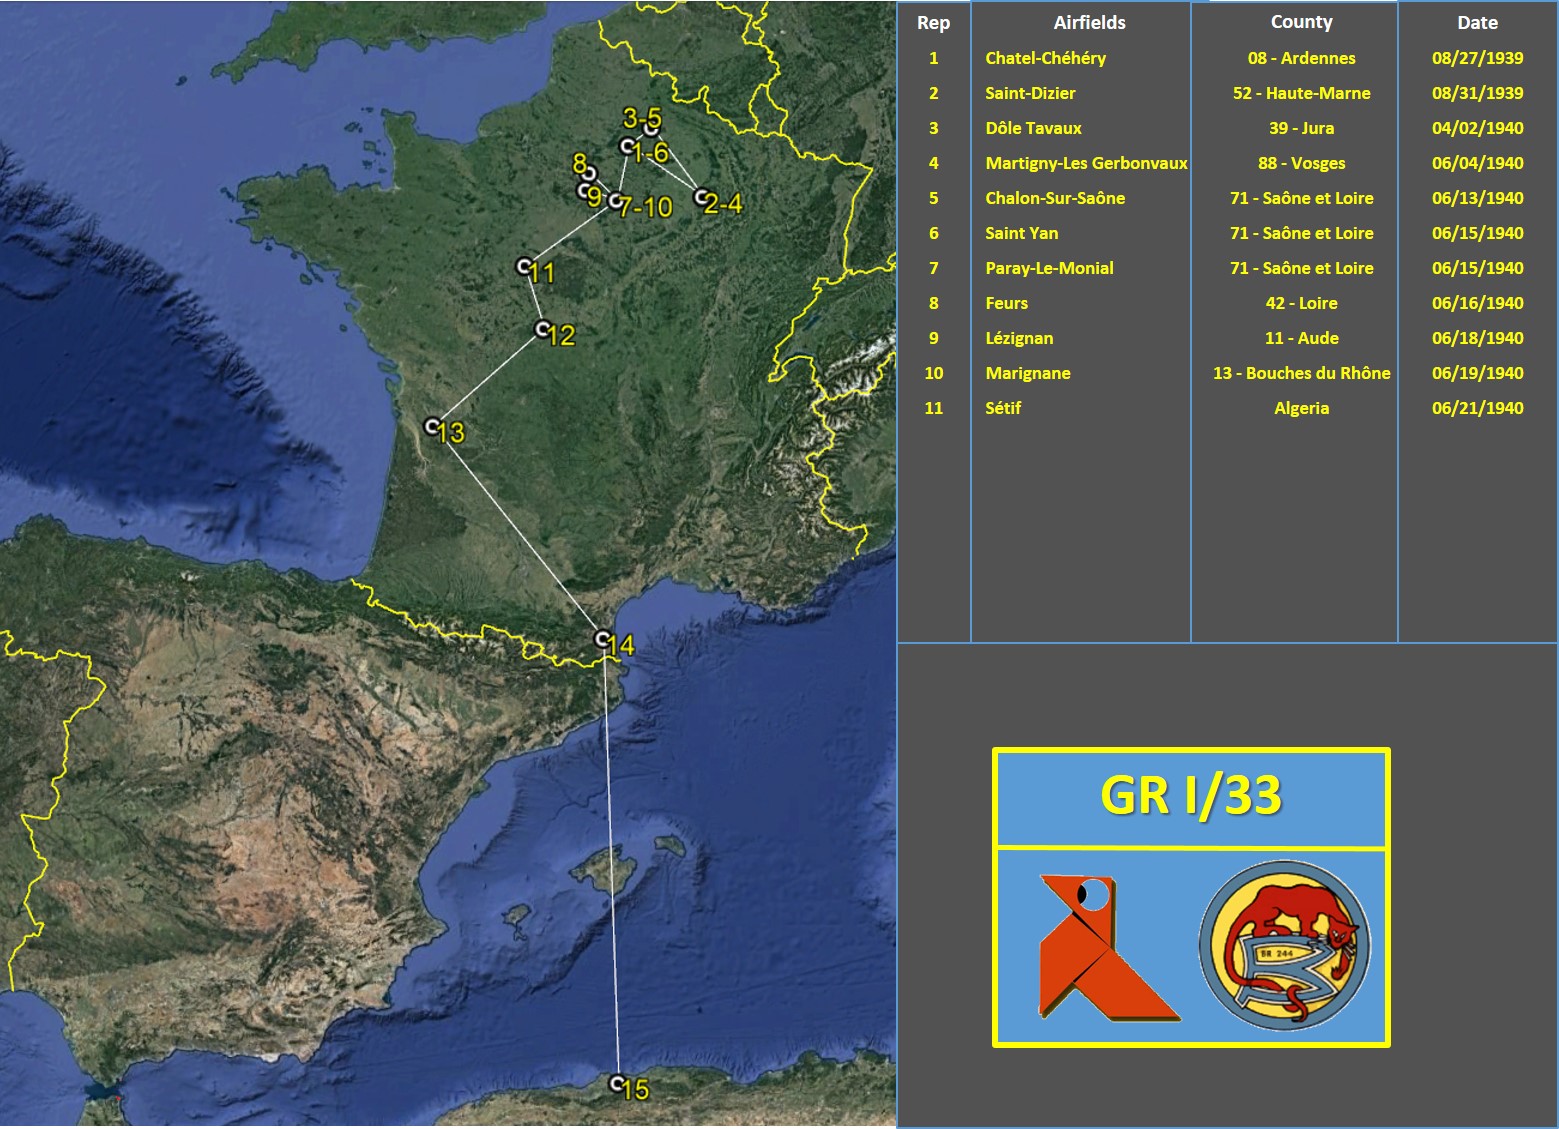 3-5
1-6
8
9
7-10
2-4
11
12
13
14
15
Rep Airfields County Date
1 Chatel-Chéhéry 08 - Ardennes 08/27/1939
2 Saint-Dizier 52 - Haute-Marne 08/31/1939
3 Dôle Tavaux 39 - Jura 04/02/1940
4 Martigny-Les Gerbonvaux 88 - Vosges 06/04/1940
5 Chalon-Sur-Saône 71 - Saône et Loire 06/13/1940
6 Saint Yan 71 - Saône et Loire 06/15/1940
7 Paray-Le-Monial 71 - Saône et Loire 06/15/1940
8 Feurs 42 - Loire 06/16/1940
9 Lézignan 11 - Aude 06/18/1940
10 Marignane 13 - Bouches du Rhône 06/19/1940
11 Sétif Algeria 06/21/1940
GR I/33
BR 244